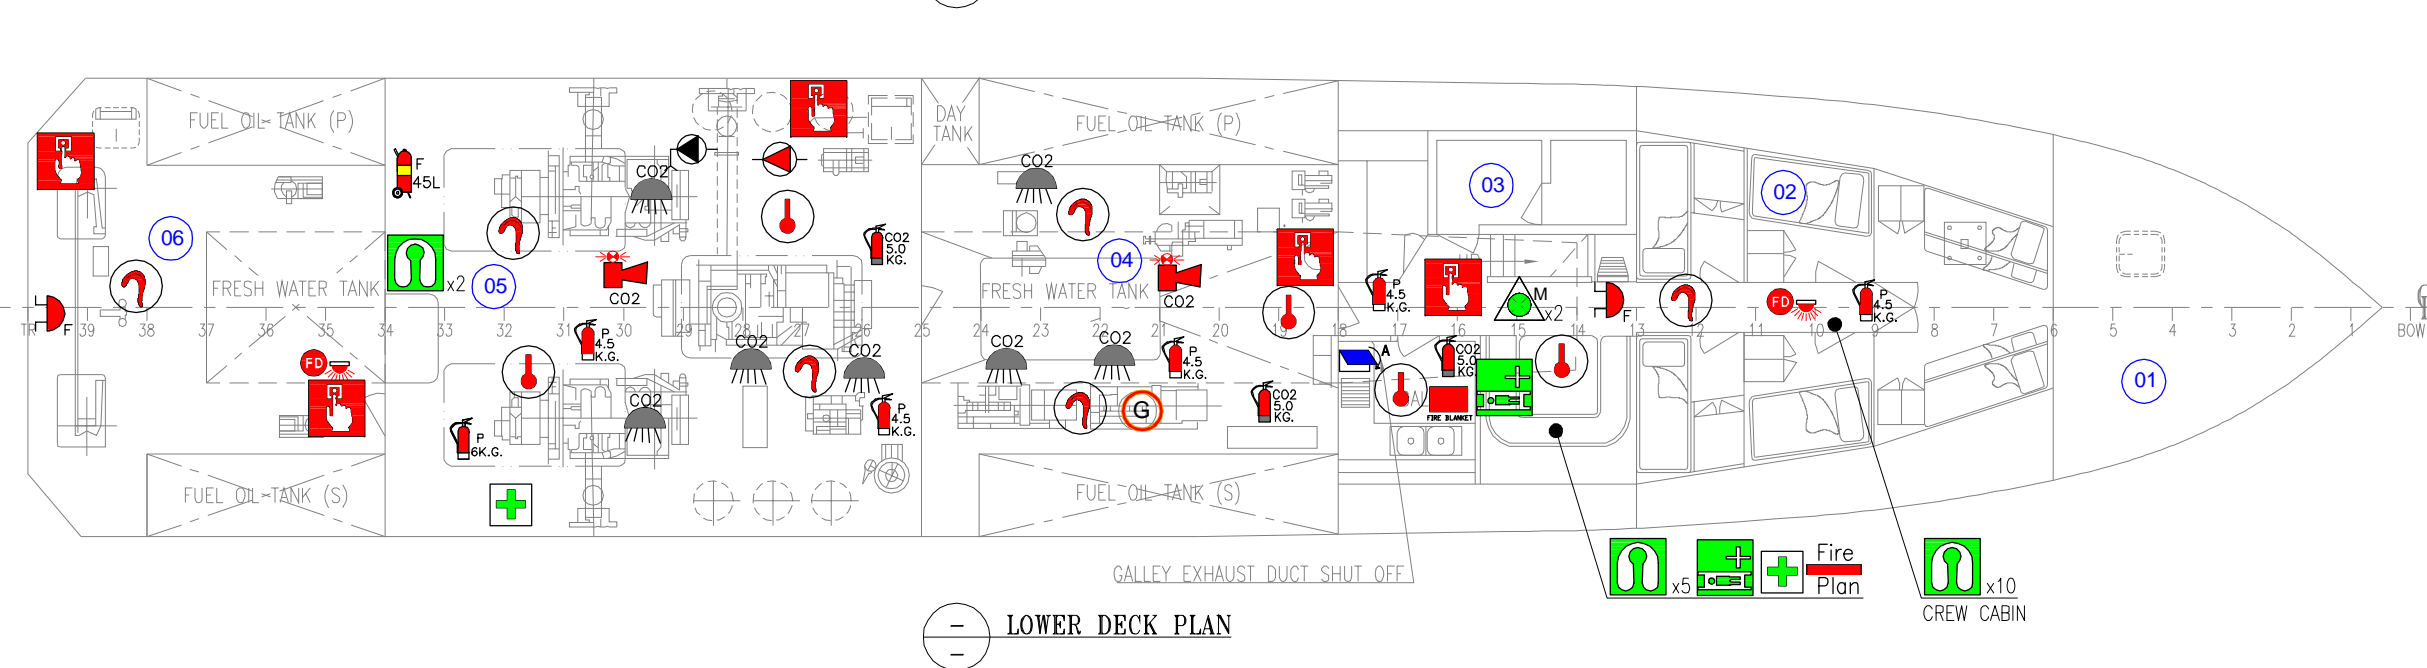 FUEL OIL TANK (P)
DAY
TANK
FUEL OIL TANK (P)
F
45L
CO2
CO2
03
02
06
x2
05
CO2
5.0
KG.
04
FRESH WATER TANK
CO2
FRESH WATER TANK
CO2
P
4.5
K.G.
M
x2
F
FD
P
4.5
K.G.
TR
F
39
38
37
36
35
34
33
32
31
30
29
28
27
26
25
24
23
22
21
20
19
18
17
16
15
14
13
12
11
10
9
8
7
6
5
4
3
2
1
BOW
FD
P
4.5
K.G.
CO2
CO2
CO2
CO2
P
4.5
K.G.
A
CO2
5.0
KG.
01
CO2
P
4.5
K.G.
G
CO2
5.0
KG.
FIRE BLANKET
P
6K.G.
FUEL OIL TANK (S)
FUEL OIL TANK (S)
GALLEY EXHAUST DUCT SHUT OFF
x5
Fire
Plan
x10
CREW CABIN
LOWER DECK PLAN